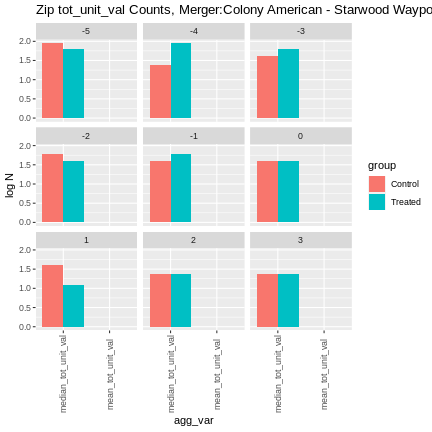 Zip tot_unit_val Counts, Merger:Colony American - Starwood Waypo
-5
-4
-3
2.0
1.5
1.0
0.5
0.0
-2
-1
0
2.0
1.5
1.0
0.5
0.0
1
2
3
2.0
1.5
1.0
0.5
0.0
log N
median_tot_unit_val
mean_tot_unit_val
median_tot_unit_val
mean_tot_unit_val
median_tot_unit_val
mean_tot_unit_val
agg_var
group
Control
Treated